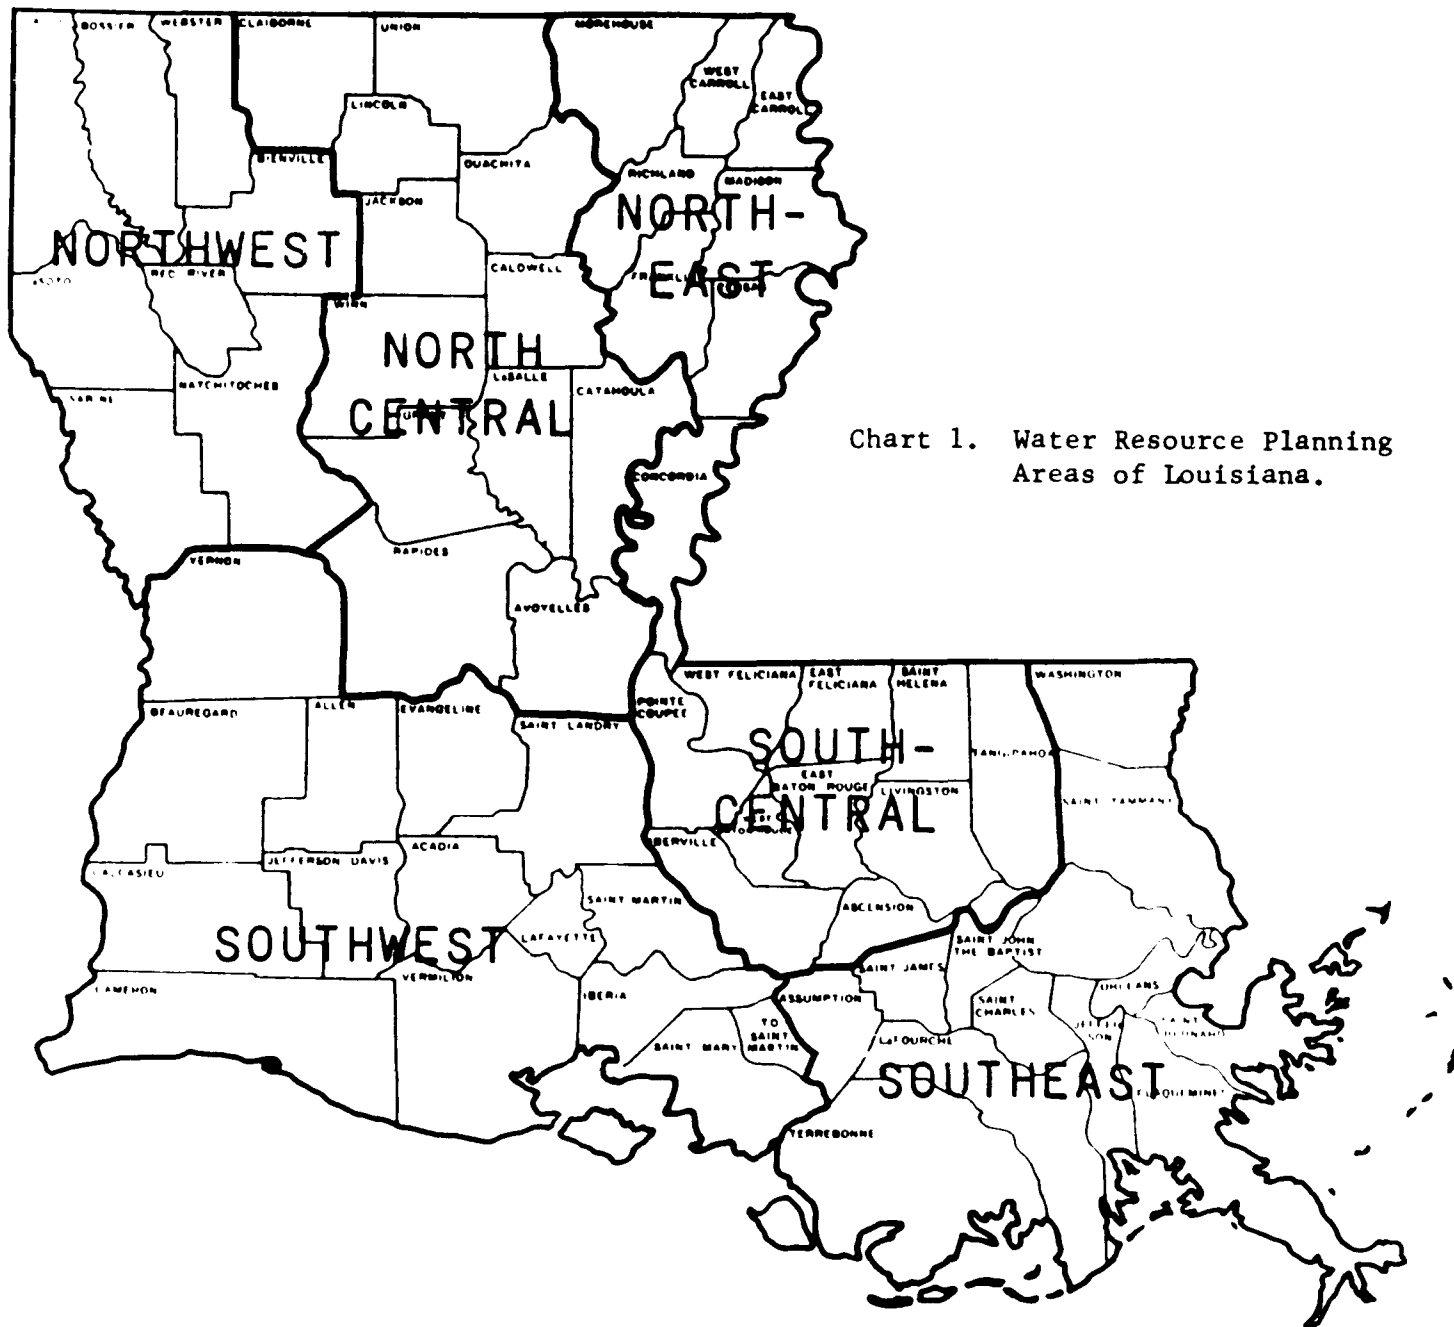 BOSSIER
WEBSTER
CLAIBORNE
UNION
MOREHOUSE
WEST
CARROLL
EAST
CARROLL
LINCOLN
BIENVILLE
OUACHITA
RICHLAND
MADISON
JACKSON
NORTH-
EAST
NORTHWEST
RED RIVER
CALDWELL
WINN
NORTH
CENTRAL
LaSALLE
CATAHOULA
NATCHITOCHES
Chart 1. Water Resource Planning
Areas of Louisiana.
CONCORDIA
RAPIDES
VERNON
AVOYELLES
WEST FELICIANA
EAST
FELICIANA
SAINT
HELENA
WASHINGTON
BEAUREGARD
ALLEN
EVANGELINE
SAINT LANDRY
POINTE
COUPEE
SOUTH-
CENTRAL
EAST
BATON ROUGE
LIVINGSTON
SAINT TAMMANY
IBERVILLE
ACADIA
JEFFERSON DAVIS
SAINT MARTIN
ASCENSION
SOUTHWEST
LAFAYETTE
SAINT JOHN
THE BAPTIST
SAINT JAMES
VERMILION
CAMERON
IBERIA
ASSUMPTION
SAINT
CHARLES
ORLEANS
TO
SAINT
MARTIN
SAINT MARY
LaFOURCHE
SOUTHEAST
TERREBONNE